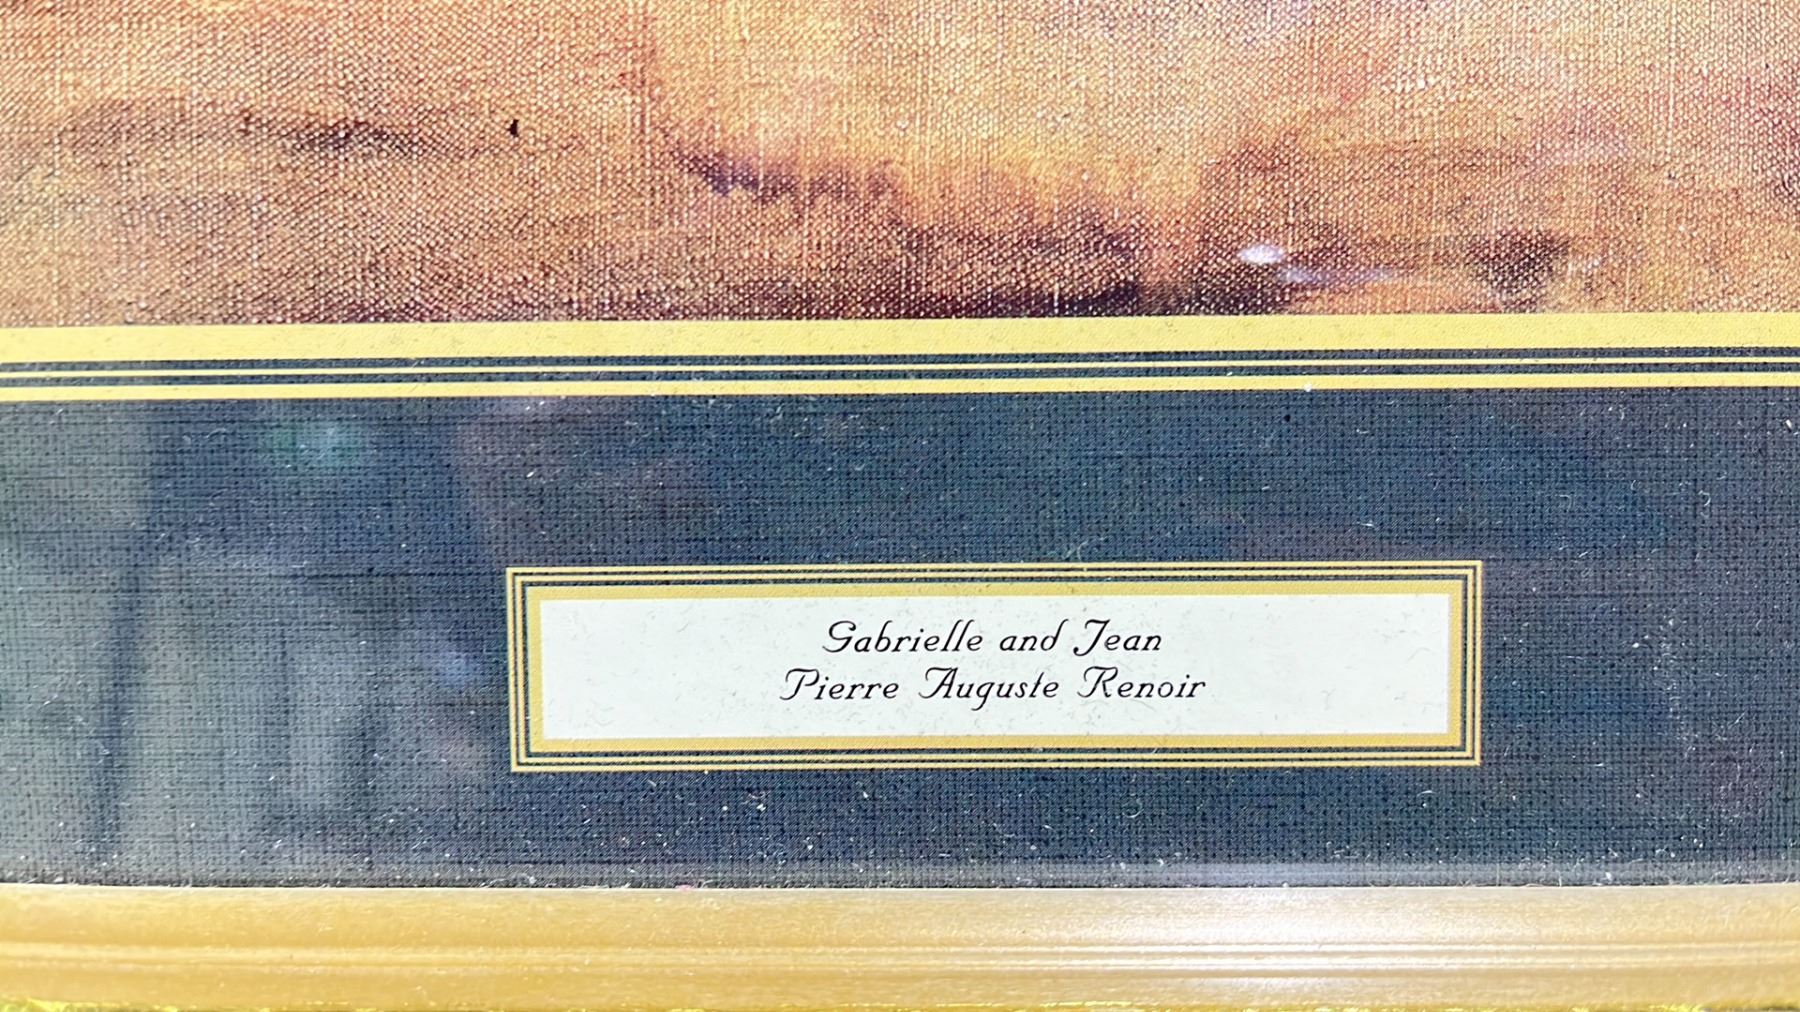 Gabrielle and Jean
Pierre Auguste Renoir